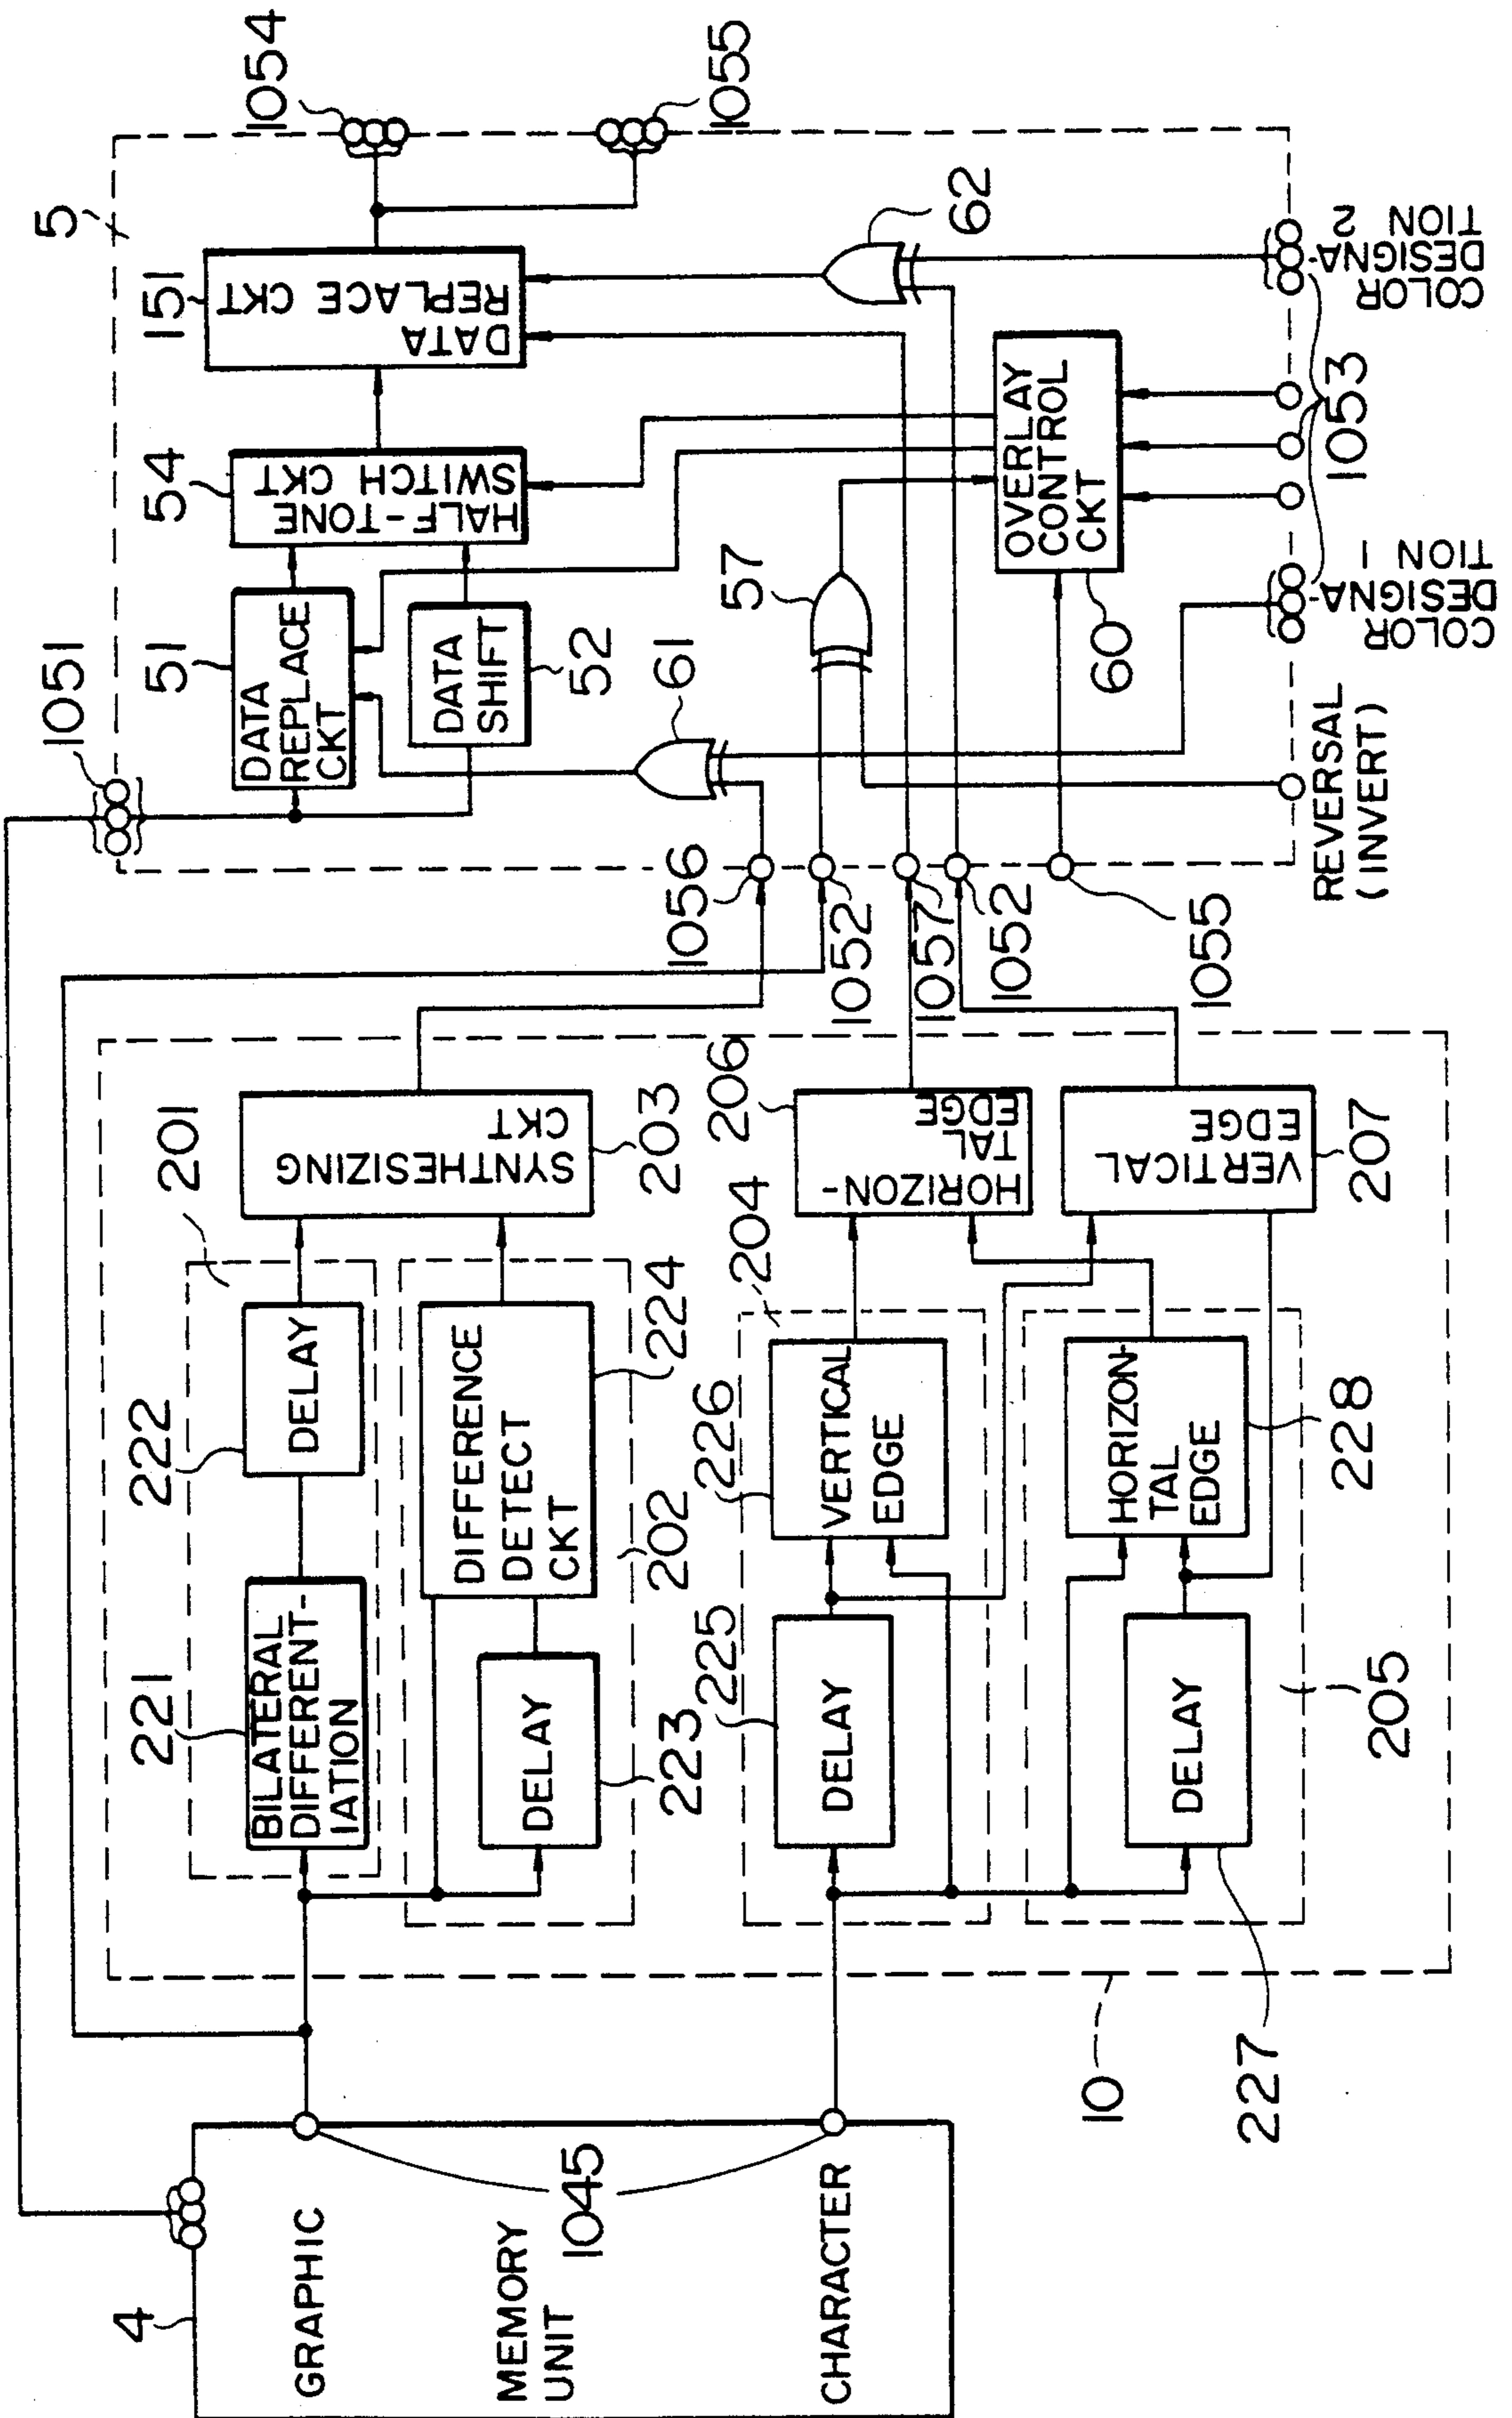 4
GRAPHIC
MEMORY
UNIT
CHARACTER
1045
10
221
BILATERAL
DIFFERENT-
IATION
222
DELAY
201
223
DELAY
DIFFERENCE
DETECT
CKT
224
202
SYNTHESIZING
CKT
203
225
DELAY
226
VERTICAL
EDGE
204
227
DELAY
205
HORIZON-
TAL
EDGE
228
HORIZON-
TAL
EDGE
206
VERTICAL
EDGE
207
1056
1052
1057
1052
1055
1051
5
51
DATA
REPLACE
CKT
DATA
SHIFT
52
54
HALF-TONE
SWITCH CKT
151
DATA
REPLACE CKT
1054
1055
61
57
62
OVERLAY
CONTROL
CKT
60
REVERSAL
(INVERT)
COLOR
DESIGNA-
TION 1
1053
COLOR
DESIGNA-
TION 2